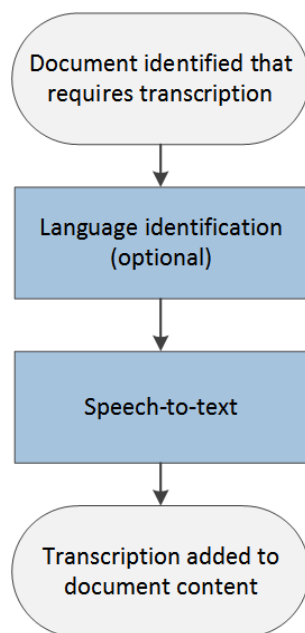 Document identified that
requires transcription
Language identification
(optional)
Speech-to-text
Transcription added to
document content